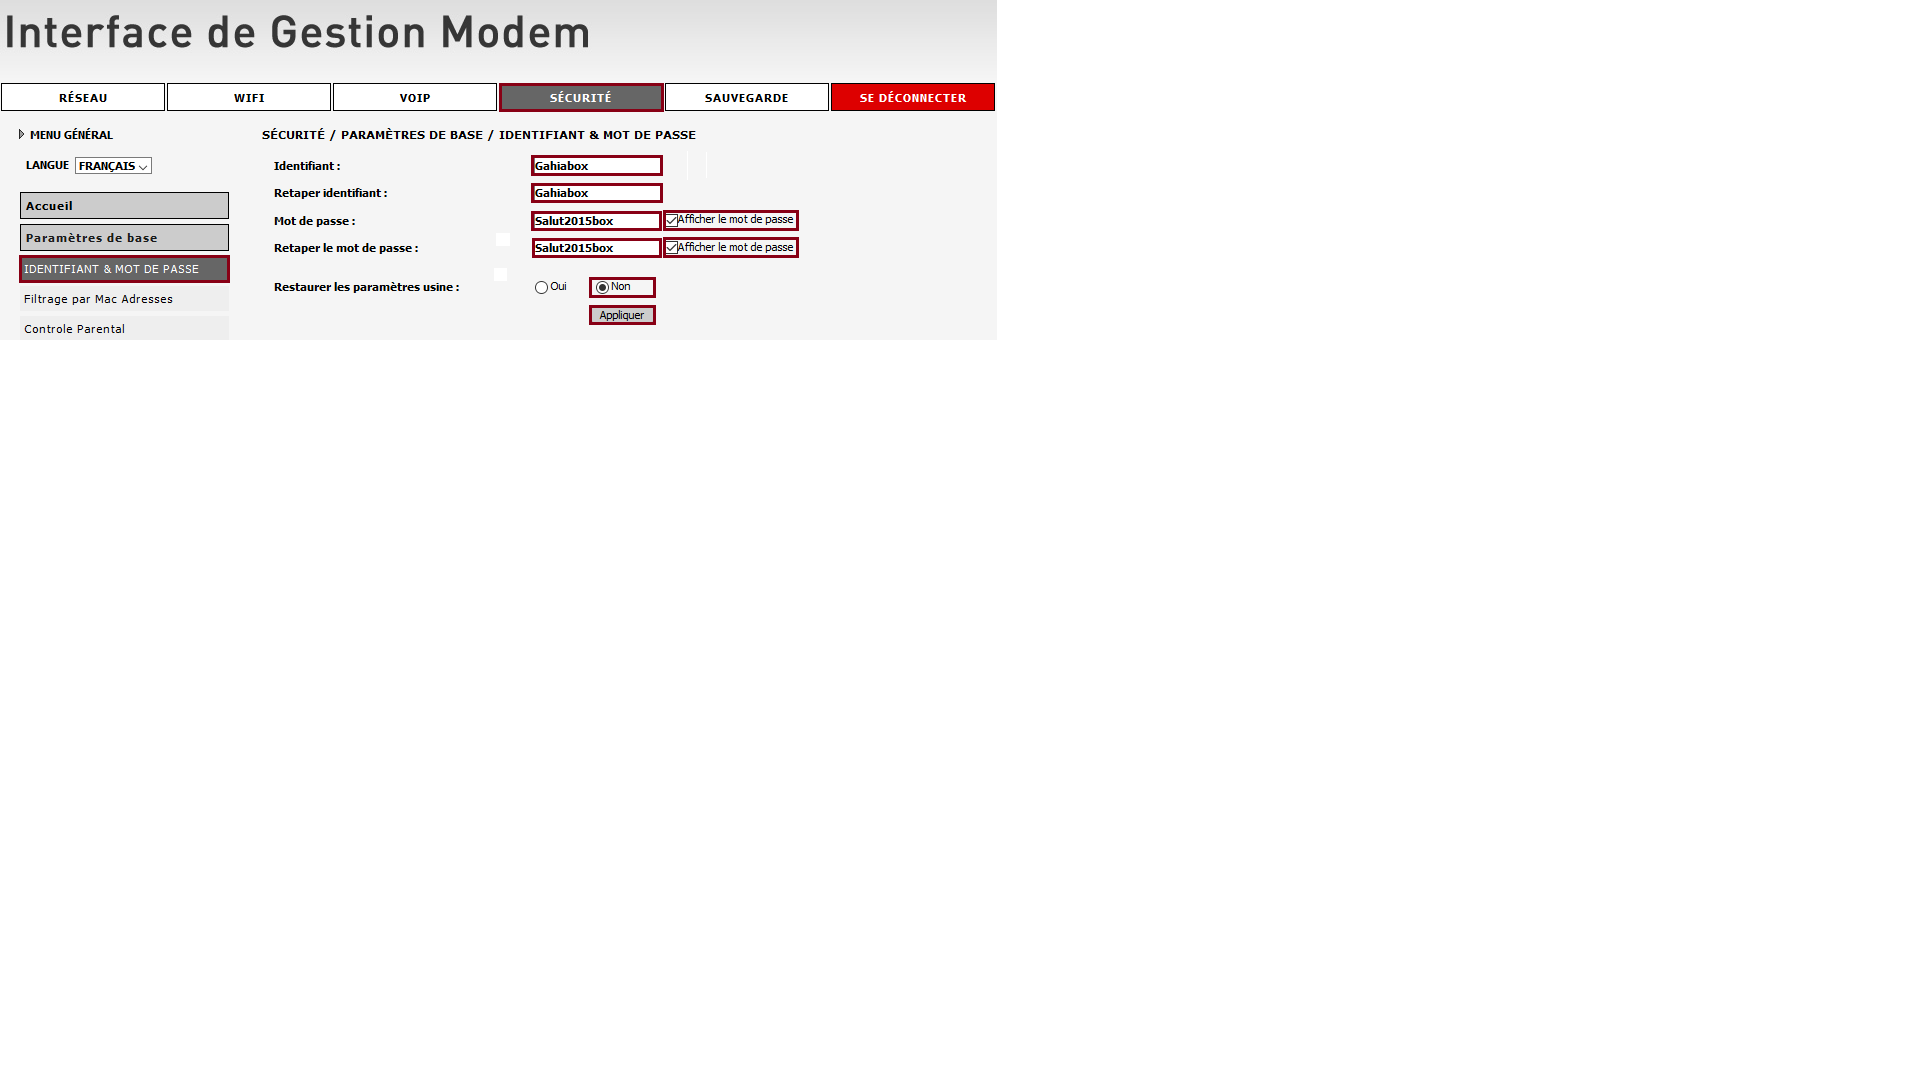 Interface de Gestion Modem
RÉSEAU WIFI VOIP SÉCURITÉ SAUVEGARDE SE DÉCONNECTER
MENU GÉNÉRAL
LANGUE FRANÇAIS
Accueil
Paramètres de base
IDENTIFIANT & MOT DE PASSE
Filtrage par Mac Adresses
Controle Parental
SÉCURITÉ / PARAMÈTRES DE BASE / IDENTIFIANT & MOT DE PASSE
Identifiant : Gahiabox
Retaper identifiant : Gahiabox
Mot de passe : Salut2015box Afficher le mot de passe
Retaper le mot de passe : Salut2015box Afficher le mot de passe
Restaurer les paramètres usine : Oui Non
Appliquer